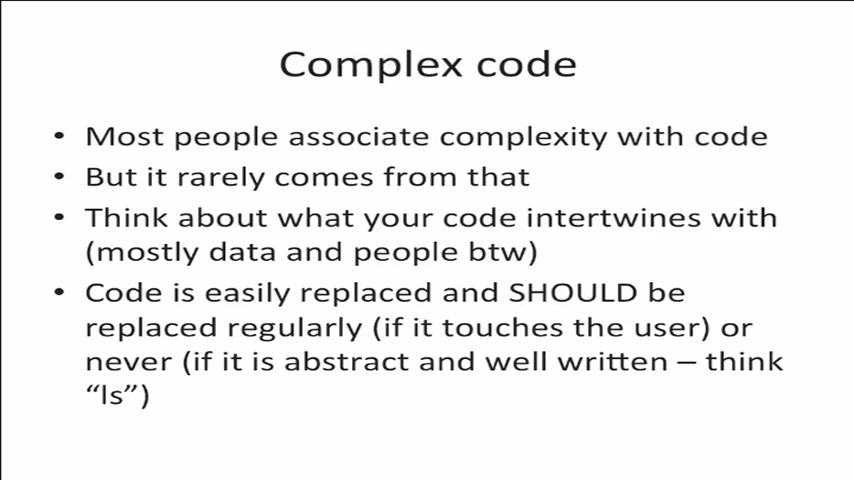 Complex code
• Most people associate complexity with code
• But it rarely comes from that
• Think about what your code intertwines with
(mostly data and people btw)
• Code is easily replaced and SHOULD be
replaced regularly (if it touches the user) or
never (if it is abstract and well written – think
“ls”)